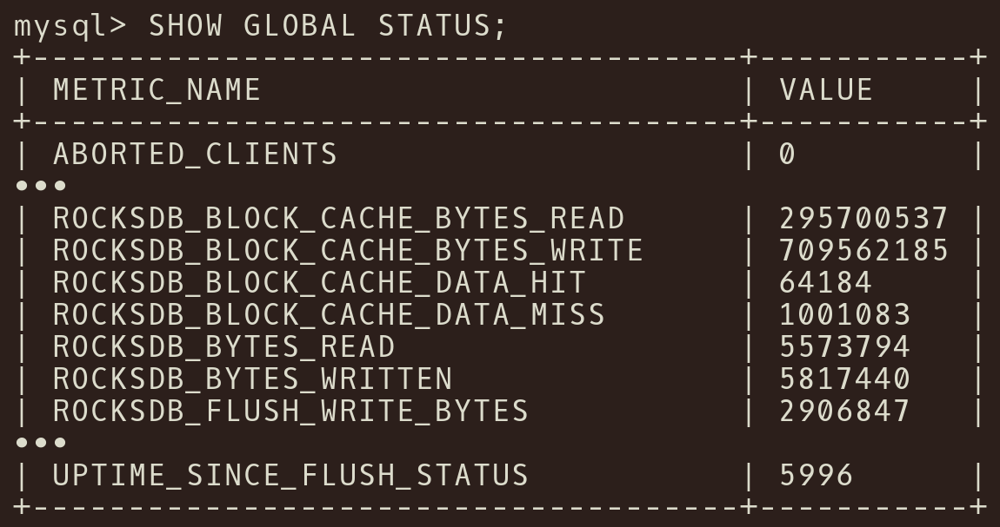 mysql> SHOW GLOBAL STATUS;
+-------------------------------------+-----------+
| METRIC_NAME                         | VALUE     |
+-------------------------------------+-----------+
| ABORTED_CLIENTS                     | 0         |
•••
| ROCKSDB_BLOCK_CACHE_BYTES_READ      | 295700537 |
| ROCKSDB_BLOCK_CACHE_BYTES_WRITE     | 709562185 |
| ROCKSDB_BLOCK_CACHE_DATA_HIT        | 64184     |
| ROCKSDB_BLOCK_CACHE_DATA_MISS       | 1001083   |
| ROCKSDB_BYTES_READ                  | 5573794   |
| ROCKSDB_BYTES_WRITTEN               | 5817440   |
| ROCKSDB_FLUSH_WRITE_BYTES           | 2906847   |
•••
| UPTIME_SINCE_FLUSH_STATUS           | 5996      |
+-------------------------------------+-----------+